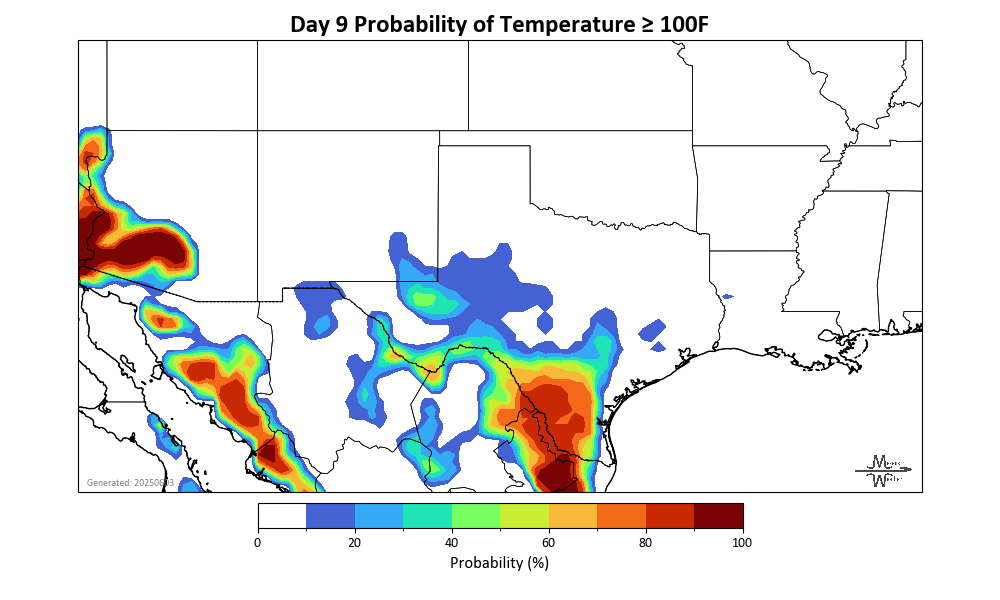 Day 9 Probability of Temperature ≥ 100F
Generated: 20250603
0 20 40 60 80 100
Probability (%)